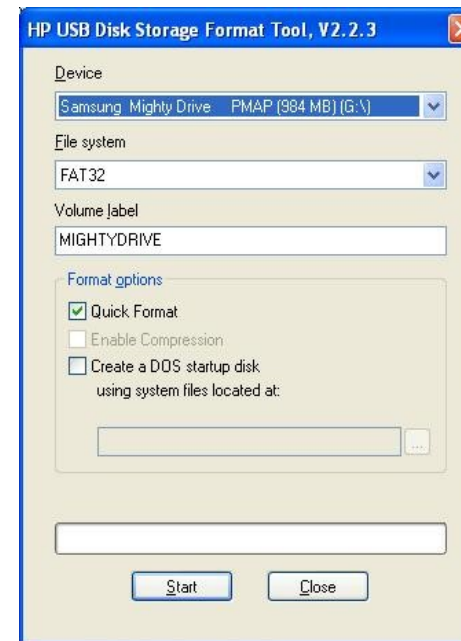 HP USB Disk Storage Format Tool, V2.2.3
Device
Samsung Mighty Drive PMAP (984 MB) (G:\)
File system
FAT32
Volume label
MIGHTYDRIVE
Format options
Quick Format
Enable Compression
Create a DOS startup disk
using system files located at:
...
Start
Close